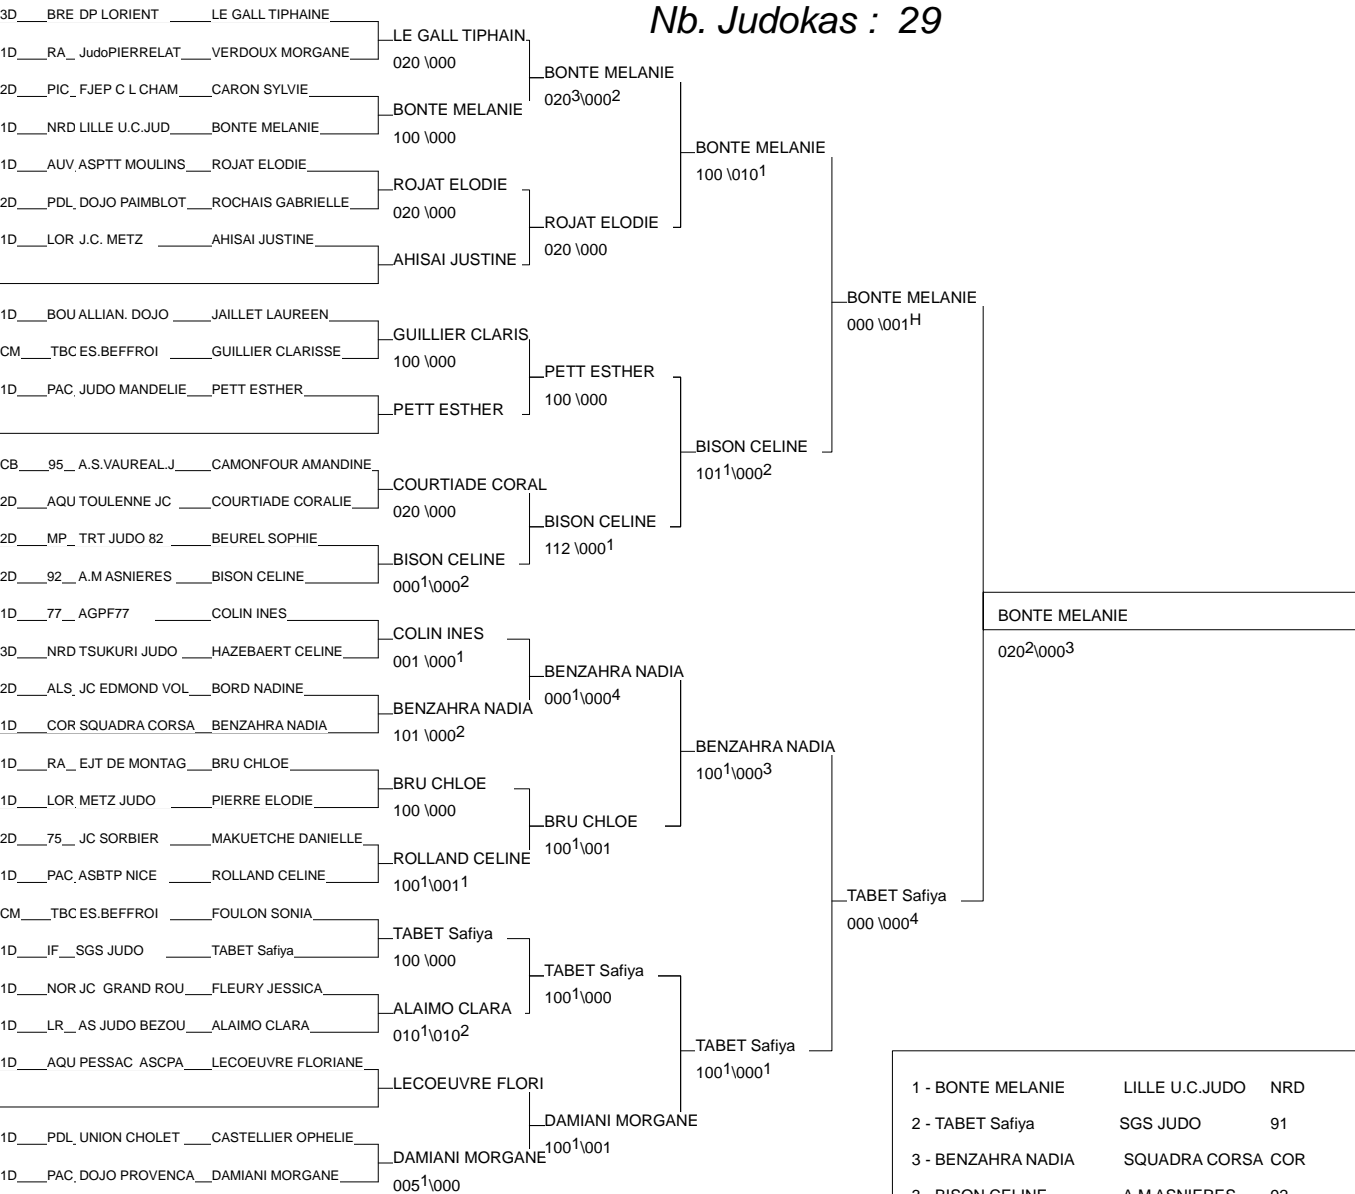 Nb. Judokas : 29
3D BRE DP LORIENT LE GALL TIPHAINE
1D RA_ JudoPIERRELAT VERDOUX MORGANE
2D PIC_ FJEP C L CHAM CARON SYLVIE
1D NRD LILLE U.C.JUD BONTE MELANIE
1D AUV ASPTT MOULINS ROJAT ELODIE
2D PDL DOJO PAIMBLOT ROCHAIS GABRIELLE
1D LOR J.C. METZ AHISAI JUSTINE
1D BOU ALLIAN. DOJO JAILLET LAUREEN
CM TBC ES.BEFFROI GUILLIER CLARISSE
1D PAC JUDO MANDELIE PETT ESTHER
CB 95_ A.S.VAUREAL.J CAMONFOUR AMANDINE
2D AQU TOULENNE JC COURTIADE CORALIE
2D MP_ TRT JUDO 82 BEUREL SOPHIE
2D 92_ A.M ASNIERES BISON CELINE
1D 77_ AGPF77 COLIN INES
3D NRD TSUKURI JUDO HAZEBAERT CELINE
2D ALS JC EDMOND VOL BORD NADINE
1D COR SQUADRA CORSA BENZAHRA NADIA
1D RA_ EJT DE MONTAG BRU CHLOE
1D LOR METZ JUDO PIERRE ELODIE
2D 75_ JC SORBIER MAKUETCHE DANIELLE
1D PAC ASBTP NICE ROLLAND CELINE
CM TBC ES.BEFFROI FOULON SONIA
1D IF_ SGS JUDO TABET Safiya
1D NOR JC GRAND ROU FLEURY JESSICA
1D LR_ AS JUDO BEZOU ALAIMO CLARA
1D AQU PESSAC ASCPA LECOEUVRE FLORIANE
1D PDL UNION CHOLET CASTELLIER OPHELIE
1D PAC DOJO PROVENCA DAMIANI MORGANE
LE GALL TIPHAIN
020 \000
BONTE MELANIE
100 \000
ROJAT ELODIE
020 \000
AHISAI JUSTINE
GUILLIER CLARIS
100 \000
PETT ESTHER
COURTIADE CORAL
020 \000
BISON CELINE
0001\0002
COLIN INES
001 \0001
BENZAHRA NADIA
101 \0002
BRU CHLOE
100 \000
ROLLAND CELINE
1001\0011
TABET Safiya
100 \000
ALAIMO CLARA
0101\0102
LECOEUVRE FLORI
DAMIANI MORGANE
0051\000
BONTE MELANIE
0203\0002
ROJAT ELODIE
020 \000
PETT ESTHER
100 \000
BISON CELINE
112 \0001
BENZAHRA NADIA
0001\0004
BRU CHLOE
1001\001
TABET Safiya
1001\000
DAMIANI MORGANE
1001\001
BONTE MELANIE
100 \0101
BISON CELINE
1011\0002
BENZAHRA NADIA
1001\0003
TABET Safiya
1001\0001
BONTE MELANIE
000 \001H
TABET Safiya
000 \0004
BONTE MELANIE
0202\0003
1 - BONTE MELANIE LILLE U.C.JUDO NRD
2 - TABET Safiya SGS JUDO 91
3 - BENZAHRA NADIA SQUADRA CORSA COR
3 - BISON CELINE A.M ASNIERES 92